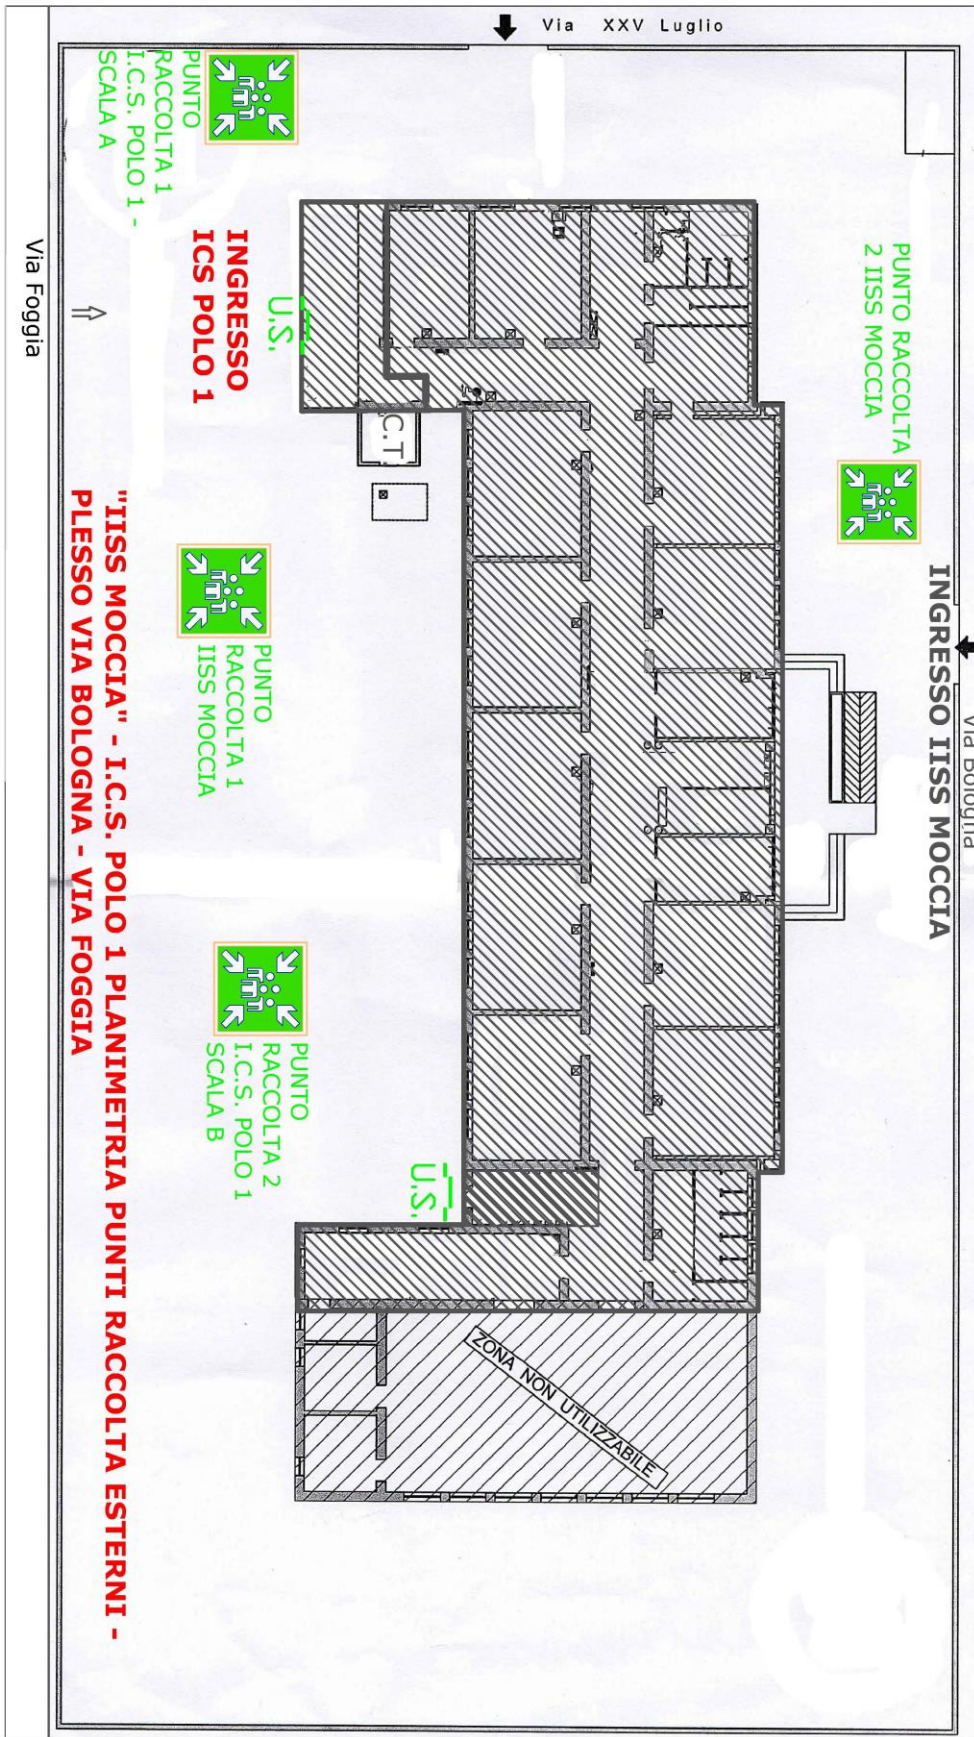 Via XXV Luglio
PUNTO
RACCOLTA 1
I.C.S. POLO 1 -
SCALA A
INGRESSO
ICS POLO 1
U.S.
Via Foggia
PUNTO RACCOLTA
2 IISS MOCCIA
INGRESSO IISS MOCCIA
Via Bologna
C.T
PUNTO
RACCOLTA 1
IISS MOCCIA
PUNTO
RACCOLTA 2
I.C.S. POLO 1
SCALA B
U.S.
ZONA NON UTILIZZABILE
"IISS MOCCIA" - I.C.S. POLO 1 PLANIMETRIA PUNTI RACCOLTA ESTERNI -
PLESSO VIA BOLOGNA - VIA FOGGIA